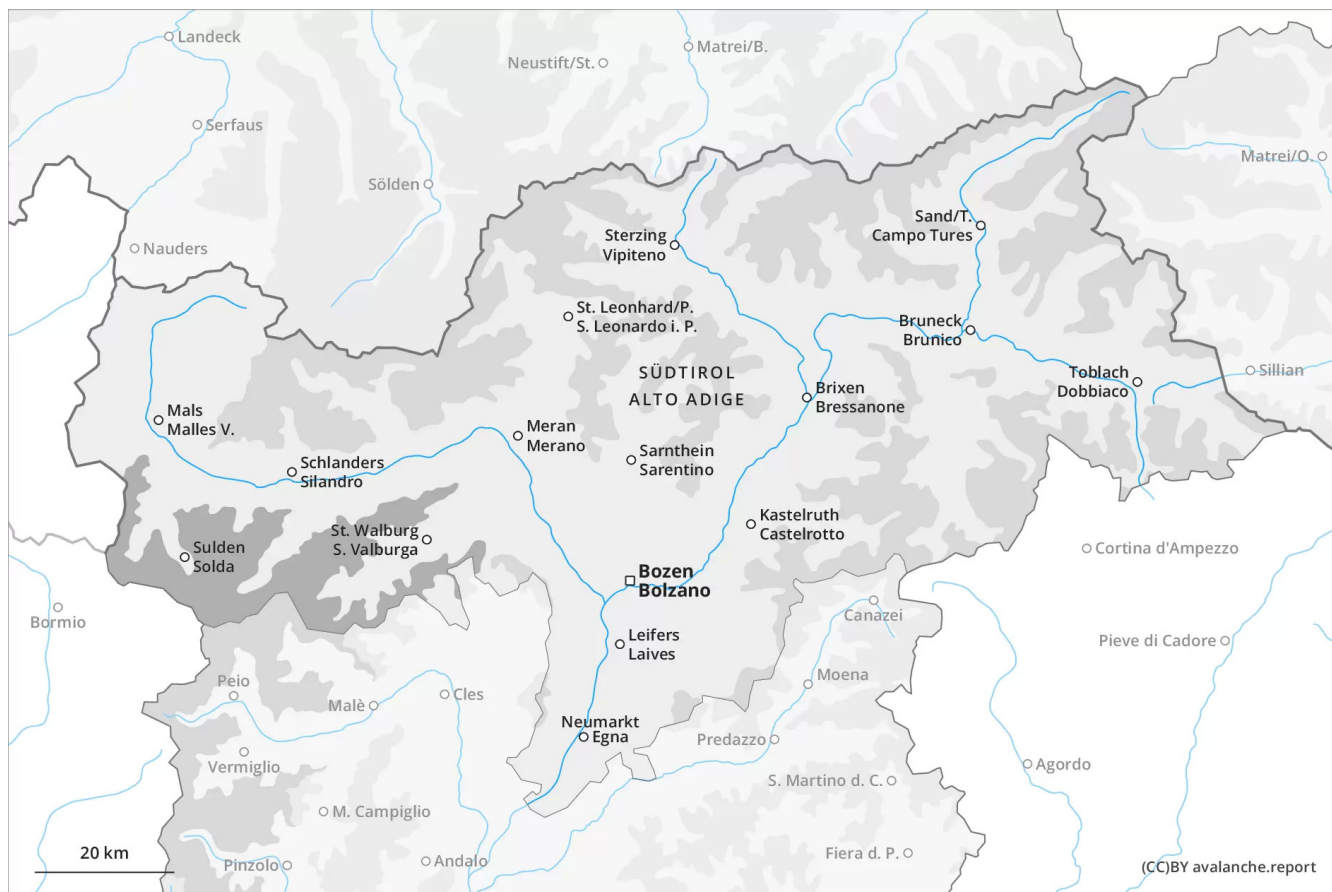 Landeck
Matrei/B.
Neustift/St.
Serfaus
Matrei/O.
Sölden
Sand/T.
Campo Tures
Nauders
Sterzing
Vipiteno
St. Leonhard/P.
S. Leonardo i. P.
Bruneck
Brunico
SÜDTIROL
ALTO ADIGE
Toblach
Dobbiaco
Sillian
Brixen
Bressanone
Mals
Malles V.
Meran
Merano
Sarnthein
Sarentino
Schlanders
Silandro
Kastelruth
Castelrotto
St. Walburg
S. Valburga
Sulden
Solda
Cortina d'Ampezzo
Bozen
Bolzano
Bormio
Canazei
Leifers
Laives
Pieve di Cadore
Peio
Moena
Malè
Cles
Neumarkt
Egna
Predazzo
Vermiglio
Agordo
S. Martino d. C.
M. Campiglio
20 km
Pinzolo
Andalo
Fiera d. P.
(CC)BY avalanche.report